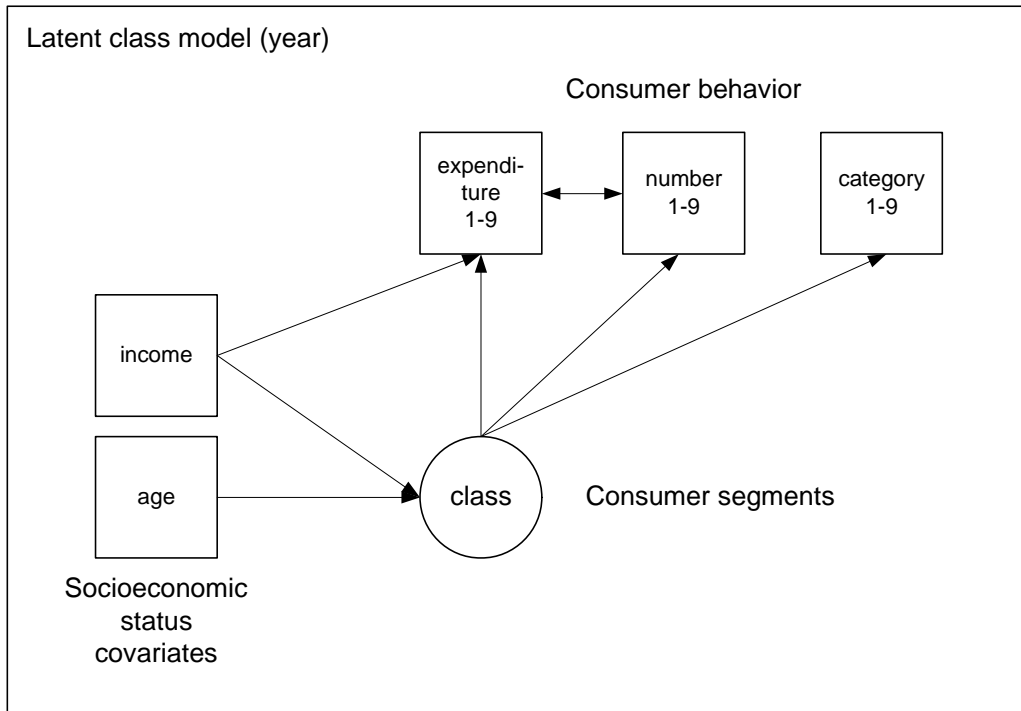 Latent class model (year)
Consumer behavior
expendi-
ture
1-9
number
1-9
category
1-9
income
age
class
Consumer segments
Socioeconomic
status
covariates